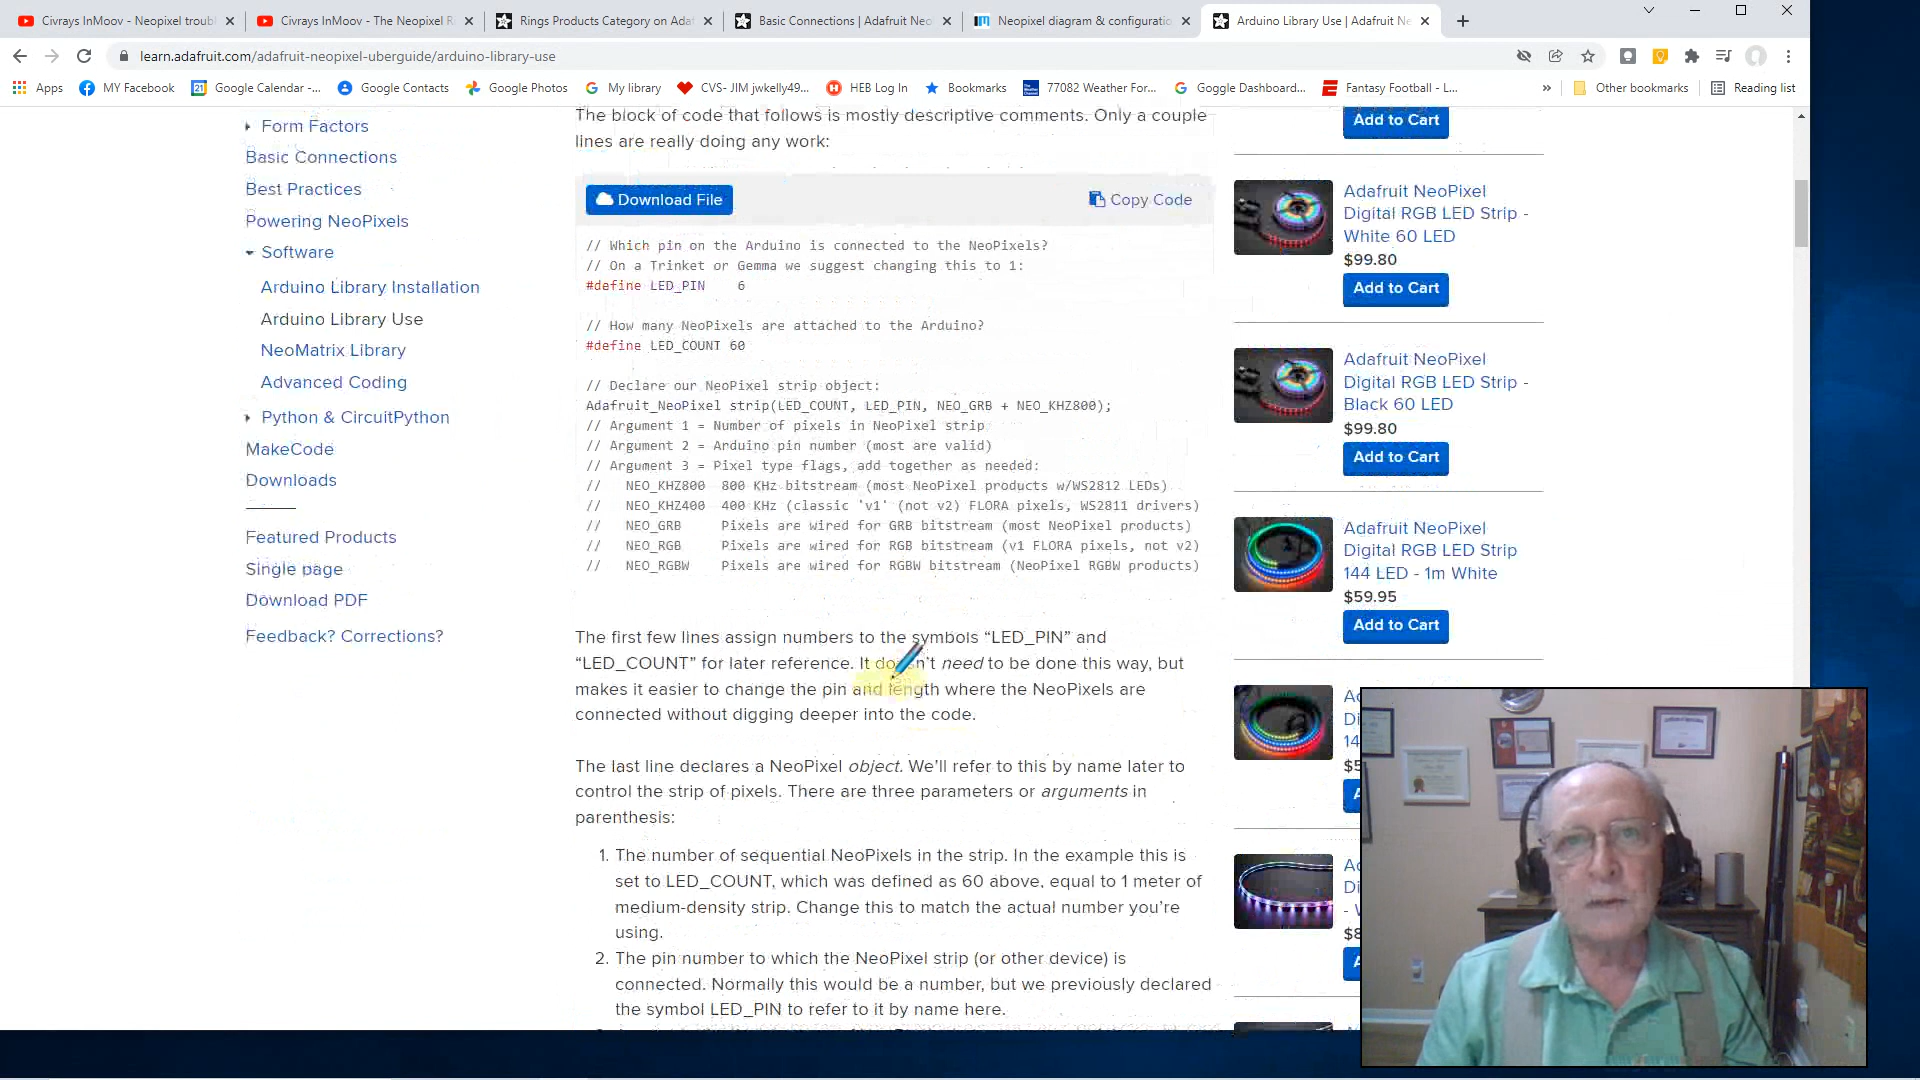 Civrays InMoov - Neopixel troub
Civrays InMoov - The Neopixel R
Rings Products Category on Ada
Basic Connections | Adafruit Neo
Neopixel diagram & configuratio
Arduino Library Use | Adafruit Ne
learn.adafruit.com/adafruit-neopixel-uberguide/arduino-library-use
Apps
MY Facebook
Google Calendar -...
Google Contacts
Google Photos
My library
CVS- JIM jwkelly49...
HEB Log In
Bookmarks
77082 Weather For...
Goggle Dashboard...
Fantasy Football - L...
»
Other bookmarks
Reading list
Form Factors
Basic Connections
Best Practices
Powering NeoPixels
Software
Arduino Library Installation
Arduino Library Use
NeoMatrix Library
Advanced Coding
Python & CircuitPython
MakeCode
Downloads
Featured Products
Single page
Download PDF
Feedback? Corrections?
The block of code that follows is mostly descriptive comments. Only a couple
lines are really doing any work:
Download File
Copy Code
// Which pin on the Arduino is connected to the NeoPixels?
// On a Trinket or Gemma we suggest changing this to 1:
#define LED_PIN    6
// How many NeoPixels are attached to the Arduino?
#define LED_COUNT 60
// Declare our NeoPixel strip object:
Adafruit_NeoPixel strip(LED_COUNT, LED_PIN, NEO_GRB + NEO_KHZ800);
// Argument 1 = Number of pixels in NeoPixel strip
// Argument 2 = Arduino pin number (most are valid)
// Argument 3 = Pixel type flags, add together as needed:
//   NEO_KHZ800  800 KHz bitstream (most NeoPixel products w/WS2812 LEDs)
//   NEO_KHZ400  400 KHz (classic 'v1' (not v2) FLORA pixels, WS2811 drivers)
//   NEO_GRB     Pixels are wired for GRB bitstream (most NeoPixel products)
//   NEO_RGB     Pixels are wired for RGB bitstream (v1 FLORA pixels, not v2)
//   NEO_RGBW    Pixels are wired for RGBW bitstream (NeoPixel RGBW products)
The first few lines assign numbers to the symbols “LED_PIN” and
“LED_COUNT” for later reference. It doesn’t need to be done this way, but
makes it easier to change the pin and length where the NeoPixels are
connected without digging deeper into the code.
The last line declares a NeoPixel object. We’ll refer to this by name later to
control the strip of pixels. There are three parameters or arguments in
parenthesis:
1. The number of sequential NeoPixels in the strip. In the example this is
set to LED_COUNT, which was defined as 60 above, equal to 1 meter of
medium-density strip. Change this to match the actual number you’re
using.
2. The pin number to which the NeoPixel strip (or other device) is
connected. Normally this would be a number, but we previously declared
the symbol LED_PIN to refer to it by name here.
Add to Cart
Adafruit NeoPixel
Digital RGB LED Strip -
White 60 LED
$99.80
Add to Cart
Adafruit NeoPixel
Digital RGB LED Strip -
Black 60 LED
$99.80
Add to Cart
Adafruit NeoPixel
Digital RGB LED Strip
144 LED - 1m White
$59.95
Add to Cart